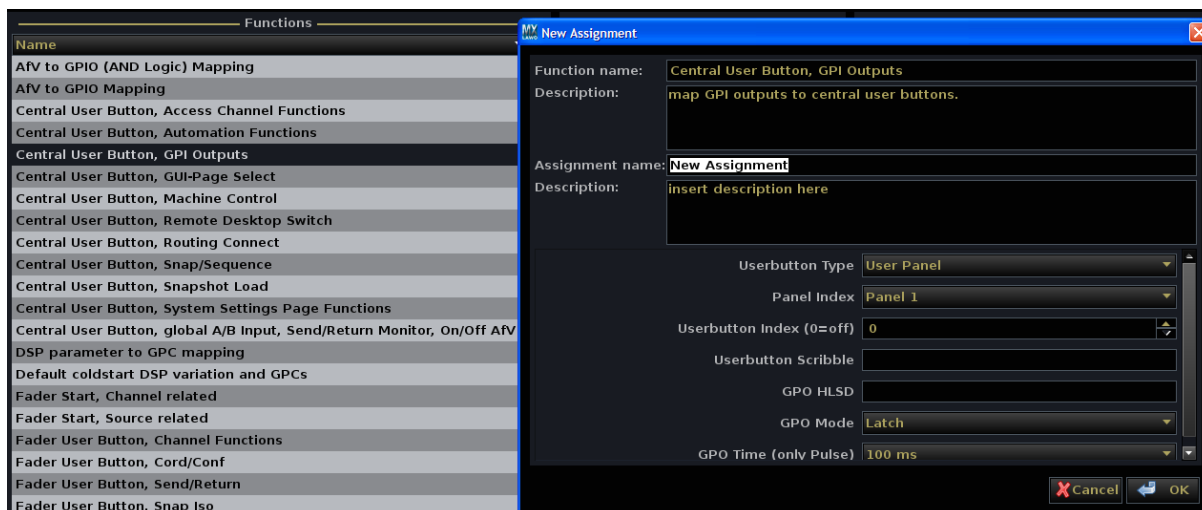 Functions
Name
AfV to GPIO (AND Logic) Mapping
AfV to GPIO Mapping
Central User Button, Access Channel Functions
Central User Button, Automation Functions
Central User Button, GPI Outputs
Central User Button, GUI-Page Select
Central User Button, Machine Control
Central User Button, Remote Desktop Switch
Central User Button, Routing Connect
Central User Button, Snap/Sequence
Central User Button, Snapshot Load
Central User Button, System Settings Page Functions
Central User Button, global A/B Input, Send/Return Monitor, On/Off AfV
DSP parameter to GPC mapping
Default coldstart DSP variation and GPCs
Fader Start, Channel related
Fader Start, Source related
Fader User Button, Channel Functions
Fader User Button, Cord/Conf
Fader User Button, Send/Return
Fader User Button, Snap Iso
MY
LAWO
New Assignment
Function name: Central User Button, GPI Outputs
Description: map GPI outputs to central user buttons.
Assignment name: New Assignment
Description: insert description here
Userbutton Type User Panel
Panel Index Panel 1
Userbutton Index (0=off) 0
Userbutton Scribble
GPO HLSD
GPO Mode Latch
GPO Time (only Pulse) 100 ms
Cancel OK